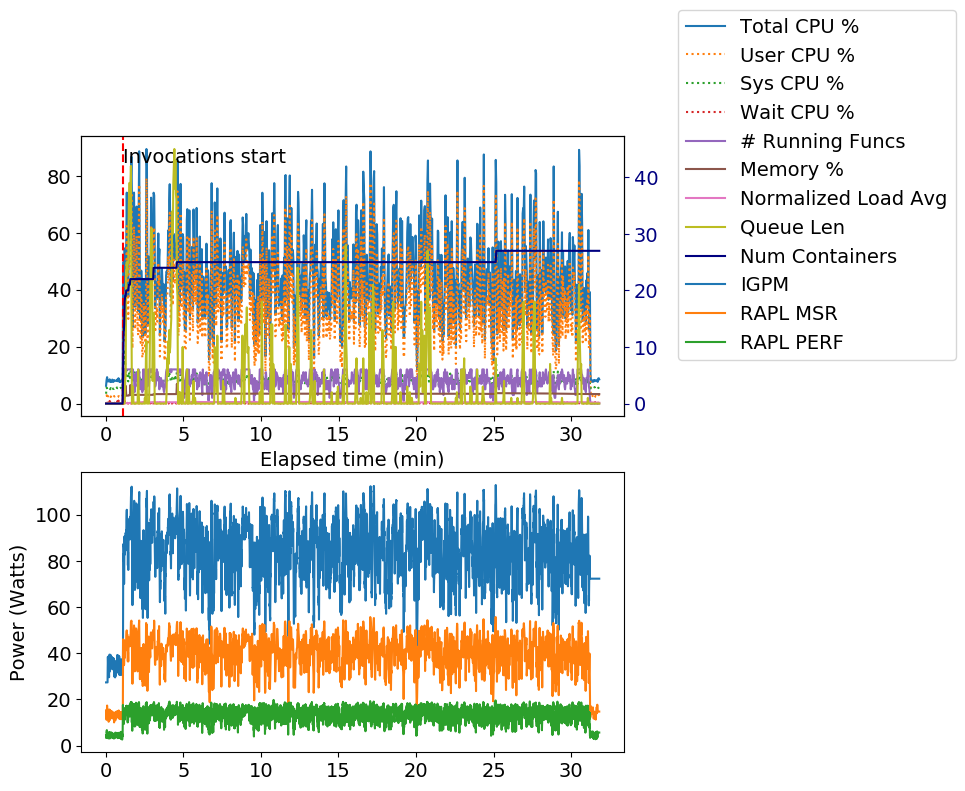 Total CPU %
User CPU %
Sys CPU %
Wait CPU %
# Running Funcs
Memory %
Normalized Load Avg
Queue Len
Num Containers
IGPM
RAPL MSR
RAPL PERF
Invocations start
80
60
40
20
0
40
30
20
10
0
0 5 10 15 20 25 30
Elapsed time (min)
Power (Watts)
100
80
60
40
20
0
0 5 10 15 20 25 30